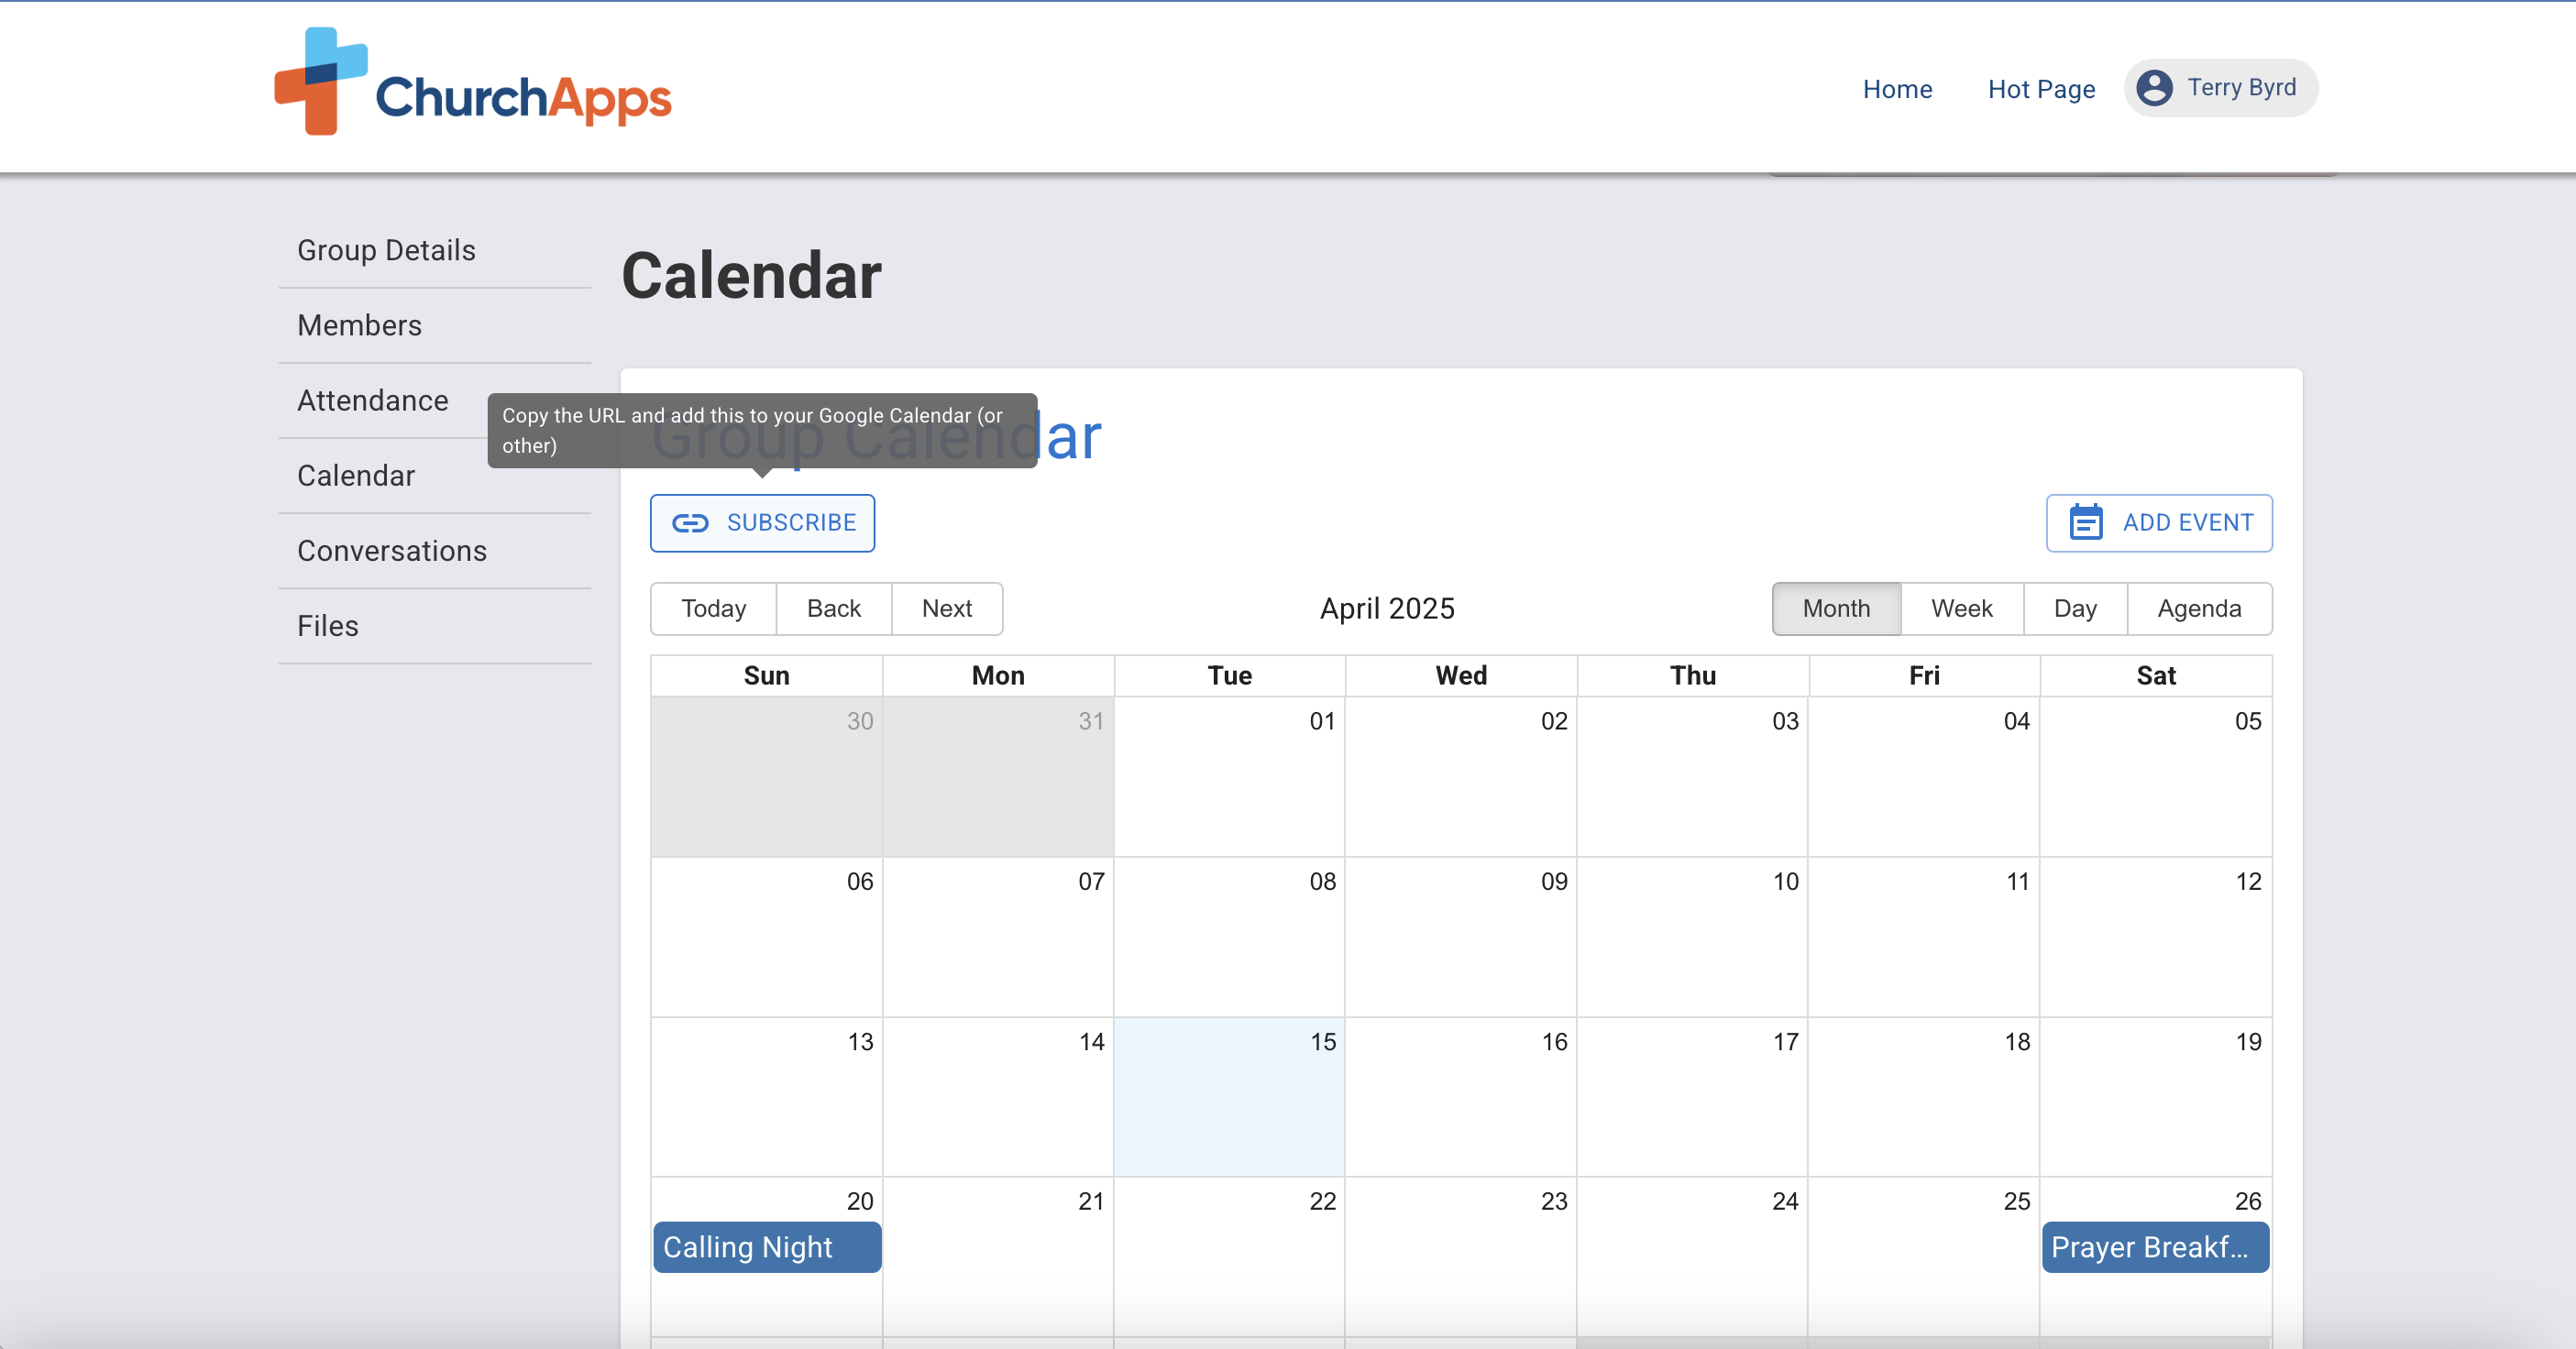 ChurchApps
Home
Hot Page
Terry Byrd
Group Details
Members
Attendance
Calendar
Conversations
Files
Calendar
Group Calendar
Copy the URL and add this to your Google Calendar (or
other)
SUBSCRIBE
ADD EVENT
Today Back Next
April 2025
Month Week Day Agenda
Sun Mon Tue Wed Thu Fri Sat
30 31 01 02 03 04 05
06 07 08 09 10 11 12
13 14 15 16 17 18 19
20 21 22 23 24 25 26
Calling Night
Prayer Breakf...